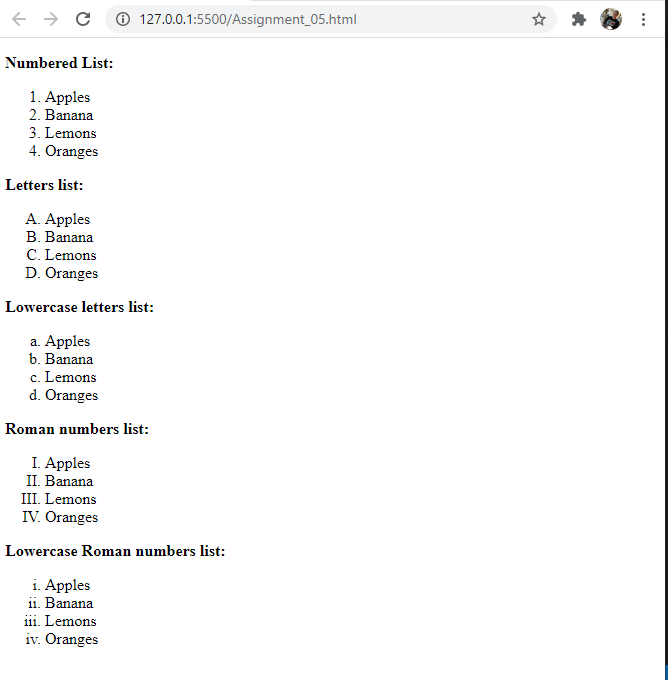 127.0.0.1:5500/Assignment_05.html
Numbered List:
1. Apples
2. Banana
3. Lemons
4. Oranges
Letters list:
A. Apples
B. Banana
C. Lemons
D. Oranges
Lowercase letters list:
a. Apples
b. Banana
c. Lemons
d. Oranges
Roman numbers list:
I. Apples
II. Banana
III. Lemons
IV. Oranges
Lowercase Roman numbers list:
i. Apples
ii. Banana
iii. Lemons
iv. Oranges